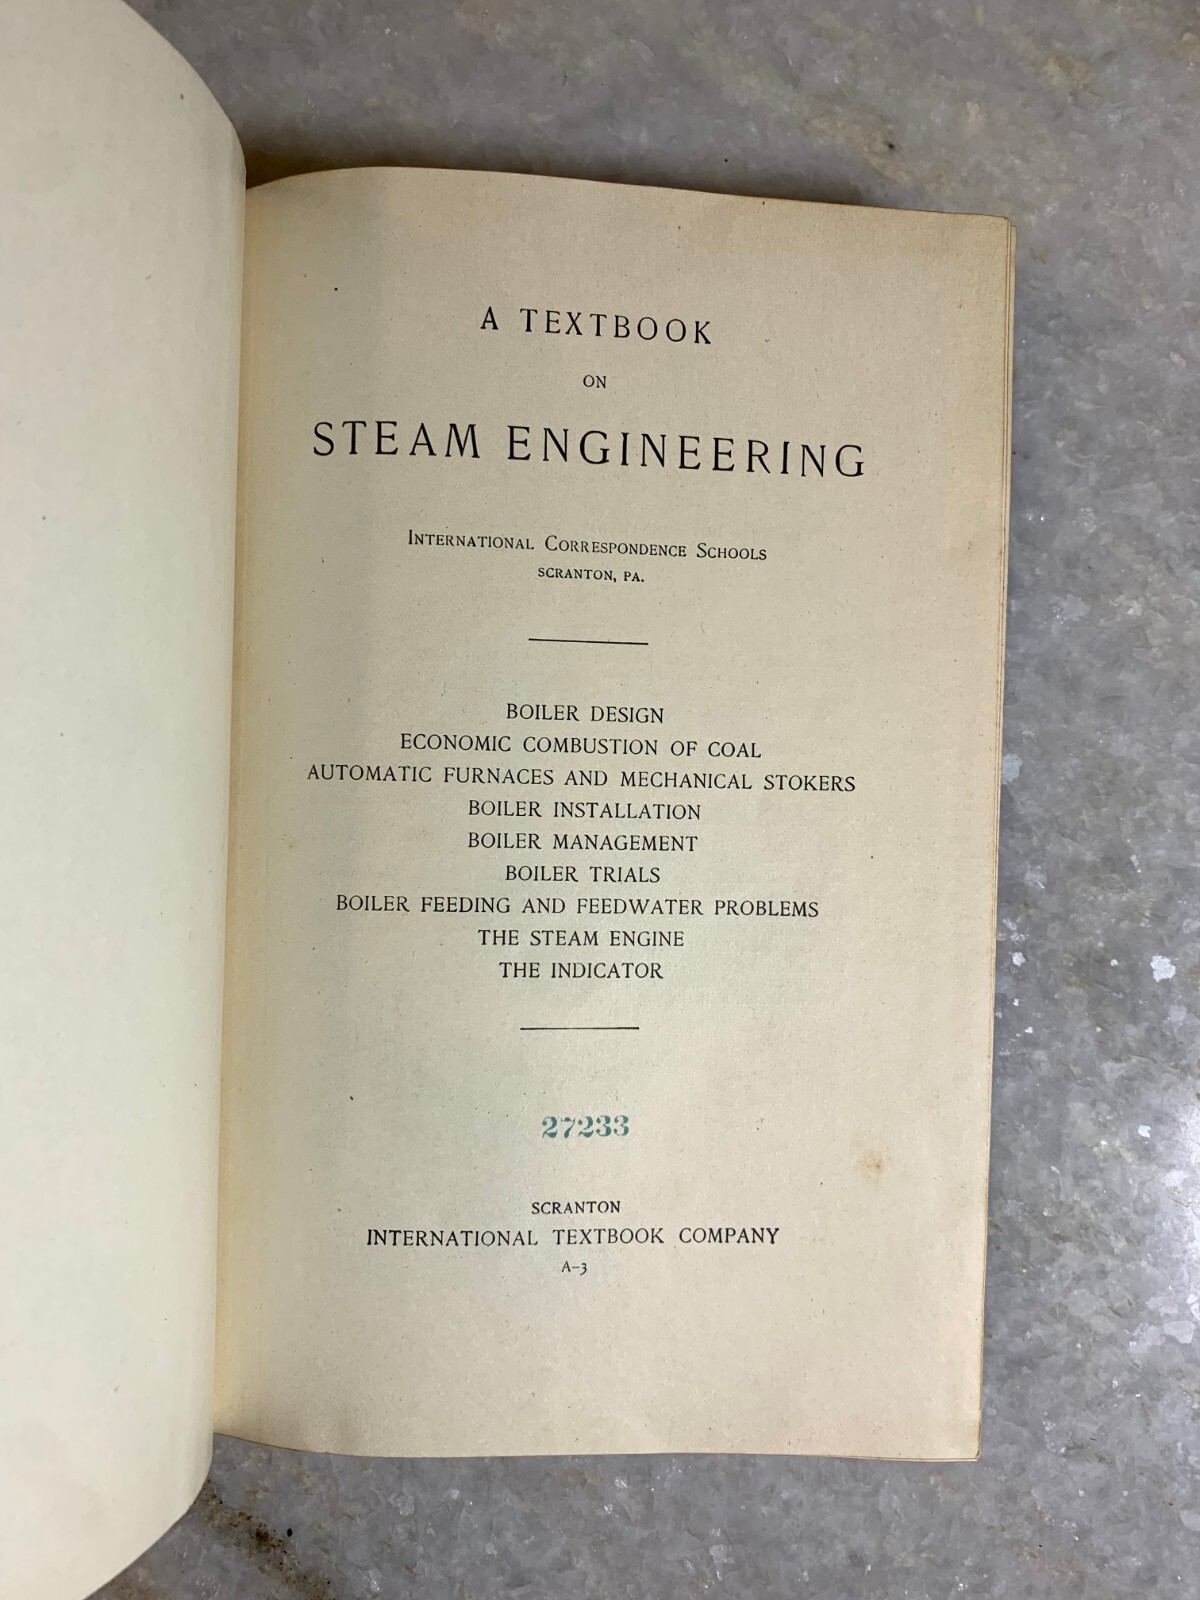 A TEXTBOOK
ON
STEAM ENGINEERING
INTERNATIONAL CORRESPONDENCE SCHOOLS
SCRANTON, PA.
BOILER DESIGN
ECONOMIC COMBUSTION OF COAL
AUTOMATIC FURNACES AND MECHANICAL STOKERS
BOILER INSTALLATION
BOILER MANAGEMENT
BOILER TRIALS
BOILER FEEDING AND FEEDWATER PROBLEMS
THE STEAM ENGINE
THE INDICATOR
27233
SCRANTON
INTERNATIONAL TEXTBOOK COMPANY
A-3